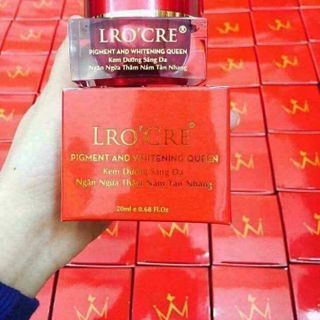 LRO'CRE®
PIGMENT AND WHITENING QUEEN
Kem Dưỡng Sáng Da
Ngăn Ngừa Thâm Nám Tàn Nhang
LRO'CRE®
PIGMENT AND WHITENING QUEEN
Kem Dưỡng Sáng Da
Ngăn Ngừa Thâm Nám Tàn Nhang
20ml e 0.68 Fl.Oz